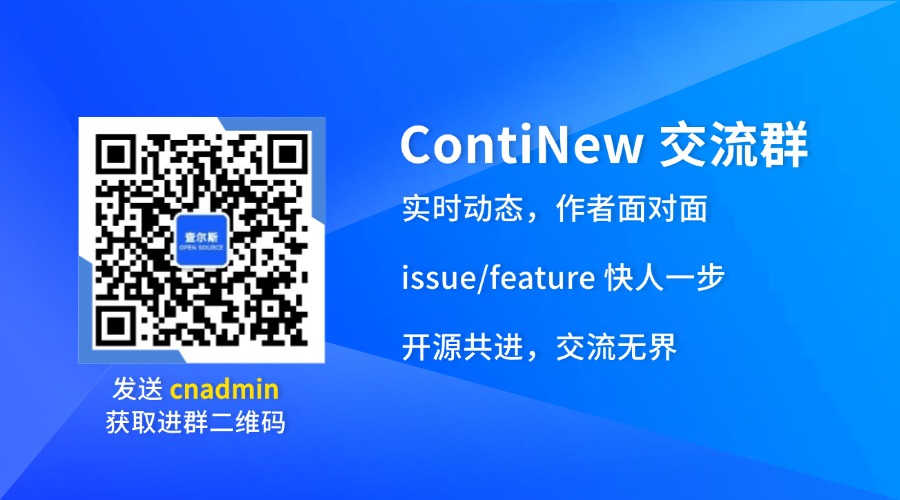 ContiNew 交流群
实时动态，作者面对面
issue/feature 快人一步
开源共进，交流无界
查尔斯
OPEN SOURCE
发送 cnadmin
获取进群二维码